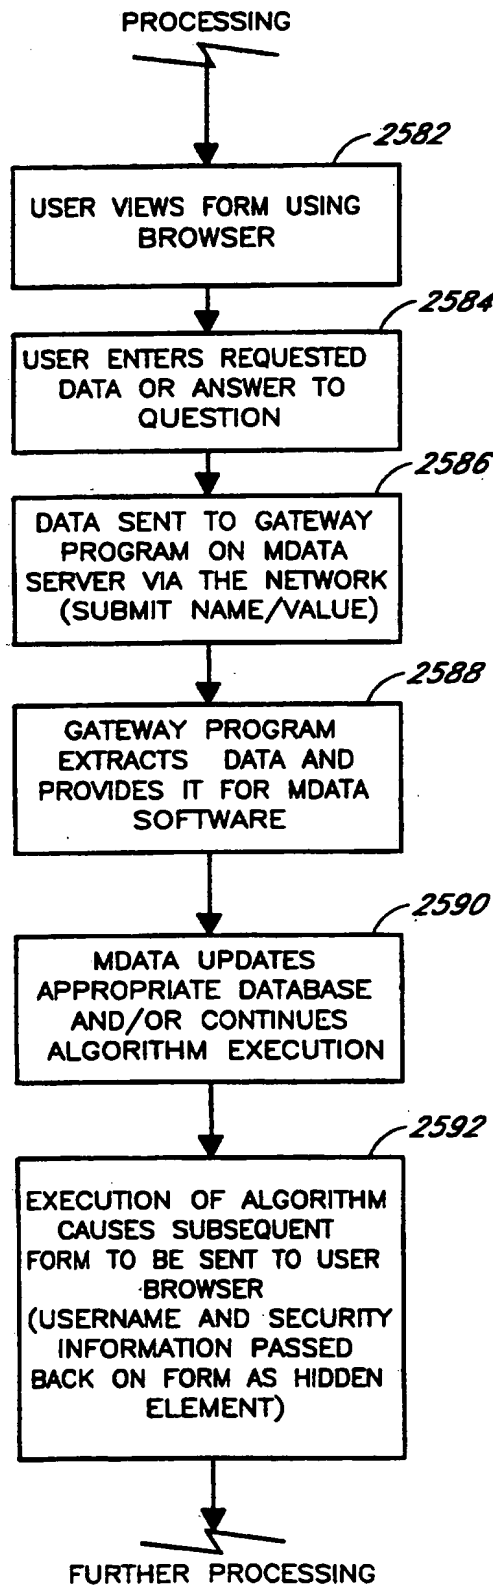 PROCESSING
2582
USER VIEWS FORM USING
BROWSER
2584
USER ENTERS REQUESTED
DATA OR ANSWER TO
QUESTION
2586
DATA SENT TO GATEWAY
PROGRAM ON MDATA
SERVER VIA THE NETWORK
(SUBMIT NAME/VALUE)
2588
GATEWAY PROGRAM
EXTRACTS DATA AND
PROVIDES IT FOR MDATA
SOFTWARE
2590
MDATA UPDATES
APPROPRIATE DATABASE
AND/OR CONTINUES
ALGORITHM EXECUTION
2592
EXECUTION OF ALGORITHM
CAUSES SUBSEQUENT
FORM TO BE SENT TO USER
BROWSER
(USERNAME AND SECURITY
INFORMATION PASSED
BACK ON FORM AS HIDDEN
ELEMENT)
FURTHER PROCESSING